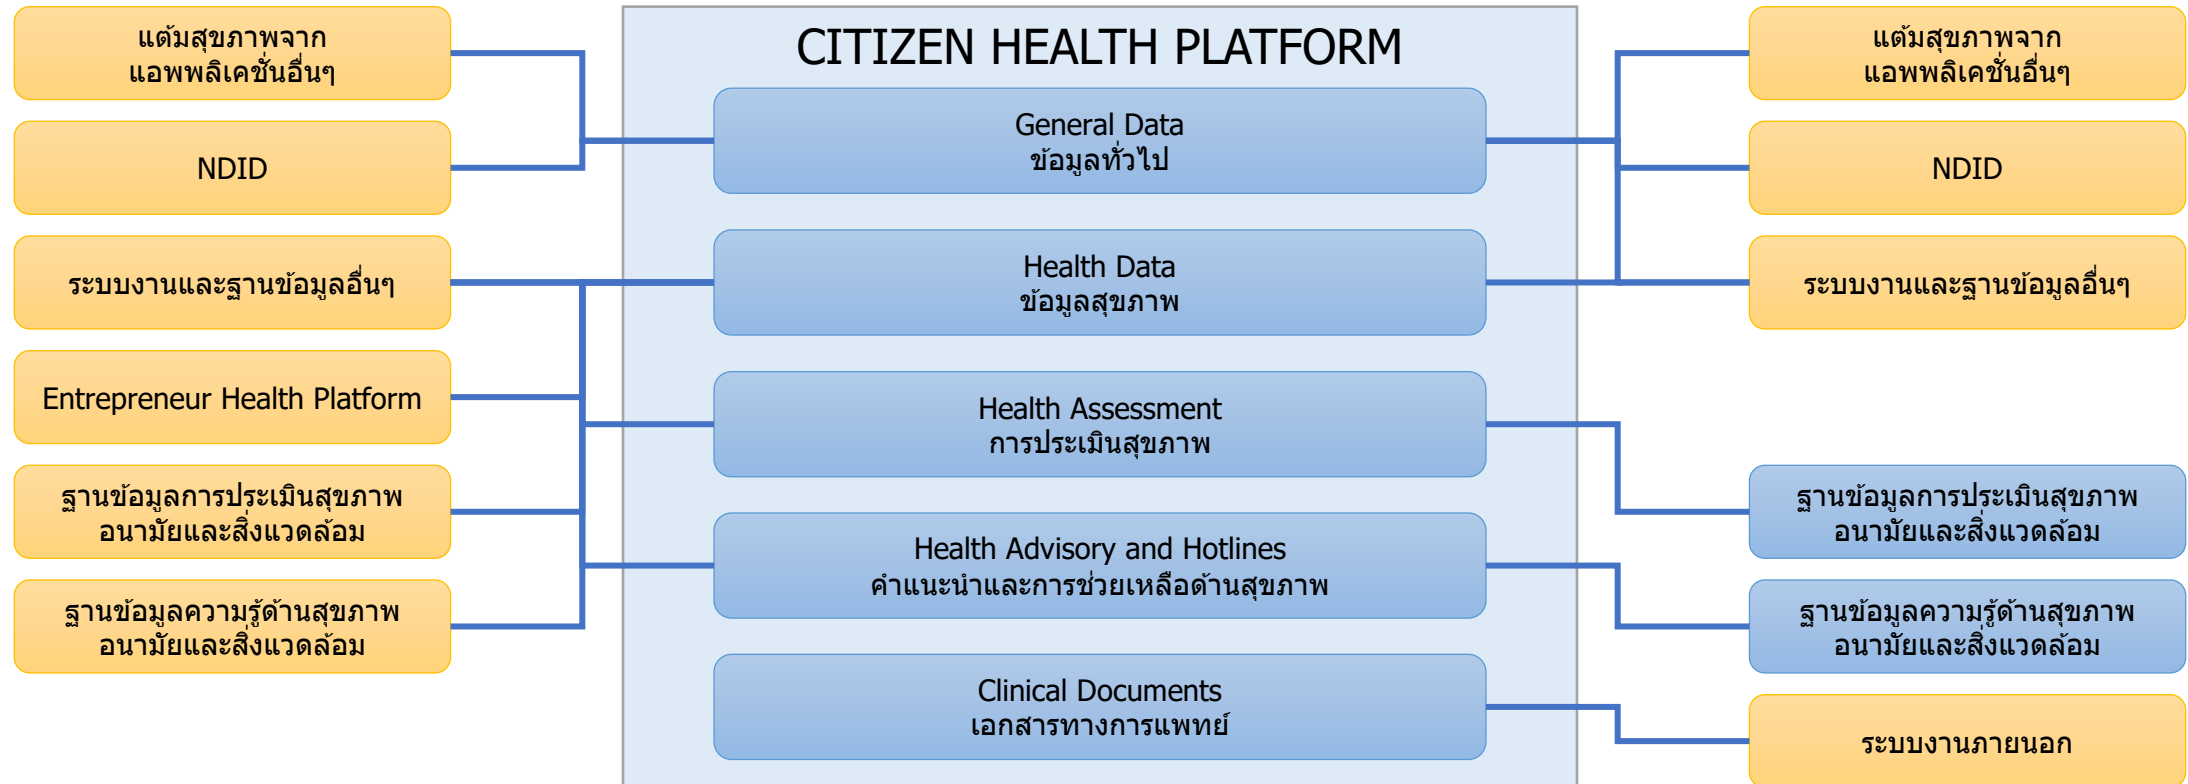 CITIZEN HEALTH PLATFORM
แต้มสุขภาพจาก
แอพพลิเคชั่นอื่นๆ
NDID
ระบบงานและฐานข้อมูลอื่นๆ
Entrepreneur Health Platform
ฐานข้อมูลการประเมินสุขภาพ
อนามัยและสิ่งแวดล้อม
ฐานข้อมูลความรู้ด้านสุขภาพ
อนามัยและสิ่งแวดล้อม
General Data
ข้อมูลทั่วไป
Health Data
ข้อมูลสุขภาพ
Health Assessment
การประเมินสุขภาพ
Health Advisory and Hotlines
คำแนะนำและการช่วยเหลือด้านสุขภาพ
Clinical Documents
เอกสารทางการแพทย์
แต้มสุขภาพจาก
แอพพลิเคชั่นอื่นๆ
NDID
ระบบงานและฐานข้อมูลอื่นๆ
ฐานข้อมูลการประเมินสุขภาพ
อนามัยและสิ่งแวดล้อม
ฐานข้อมูลความรู้ด้านสุขภาพ
อนามัยและสิ่งแวดล้อม
ระบบงานภายนอก